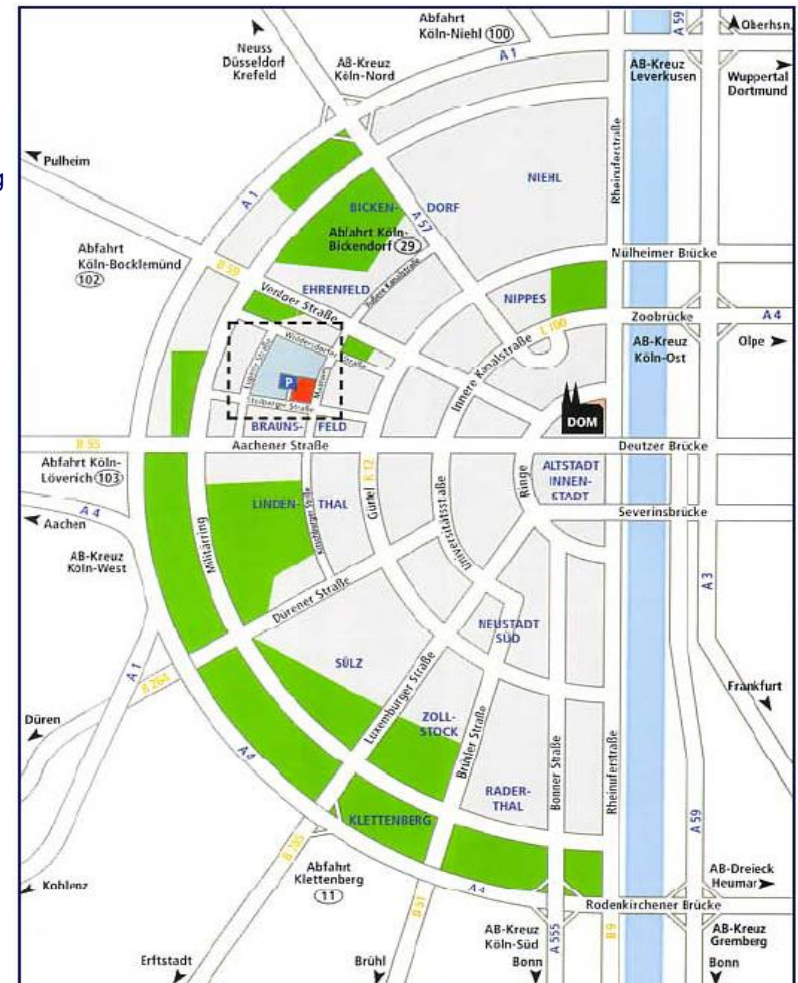 Abfahrt
Köln-Niehl 100
A 59
Oberhsn.
Neuss
Düsseldorf
Krefeld
AB-Kreuz
Köln-Nord
A 1
AB-Kreuz
Leverkusen
Wuppertal
Dortmund
Pulheim
g
A 1
NIEHL
Rheinuferstraße
BICKEN-
DORF
A 57
Abfahrt Köln-
Bickendorf 29
Abfahrt
Köln-Bocklemünd
102
B 59
Mülheimer Brücke
EHRENFELD
Äußere Kanalstraße
Venloer Straße
NIPPES
L 100
Zoobrücke
A 4
AB-Kreuz
Köln-Ost
Olpe
Widdersdorfer Straße
Innere Kanalstraße
P
Stolberger Straße
DOM
BRAUNS-
FELD
B 55
Aachener Straße
Deutzer Brücke
Abfahrt Köln-
Löverich 103
Gürtel K 12
Ringe
ALTSTADT
INNEN-
STADT
LINDEN-
THAL
Severinsbrücke
A 4
Aachen
AB-Kreuz
Köln-West
Militärring
Dürener Straße
A 3
NEUSTADT
SÜD
SÜLZ
A 1
B 264
Luxemburger Straße
Frankfurt
Düren
ZOLL-
STOCK
Brühler Straße
Bonner Straße
Rheinuferstraße
A 4
RADER-
THAL
A 59
KLETTENBERG
Abfahrt
Klettenberg
11
Koblenz
A 4
AB-Dreieck
Heumar
Rodenkirchener Brücke
B 51
AB-Kreuz
Köln-Süd
A 555
B 9
AB-Kreuz
Gremberg
Erftstadt
Brühl
Bonn
Bonn